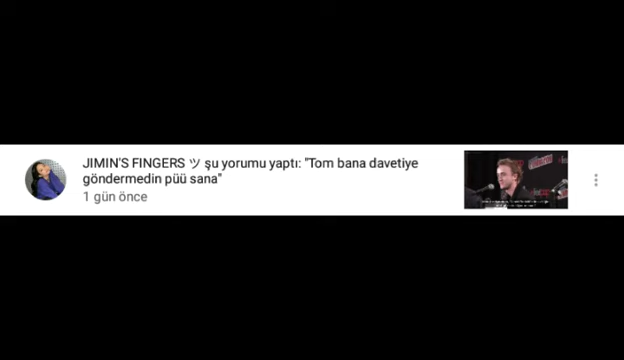 JIMIN'S FINGERS ツ şu yorumu yaptı: "Tom bana davetiye
göndermedin püü sana"
1 gün önce